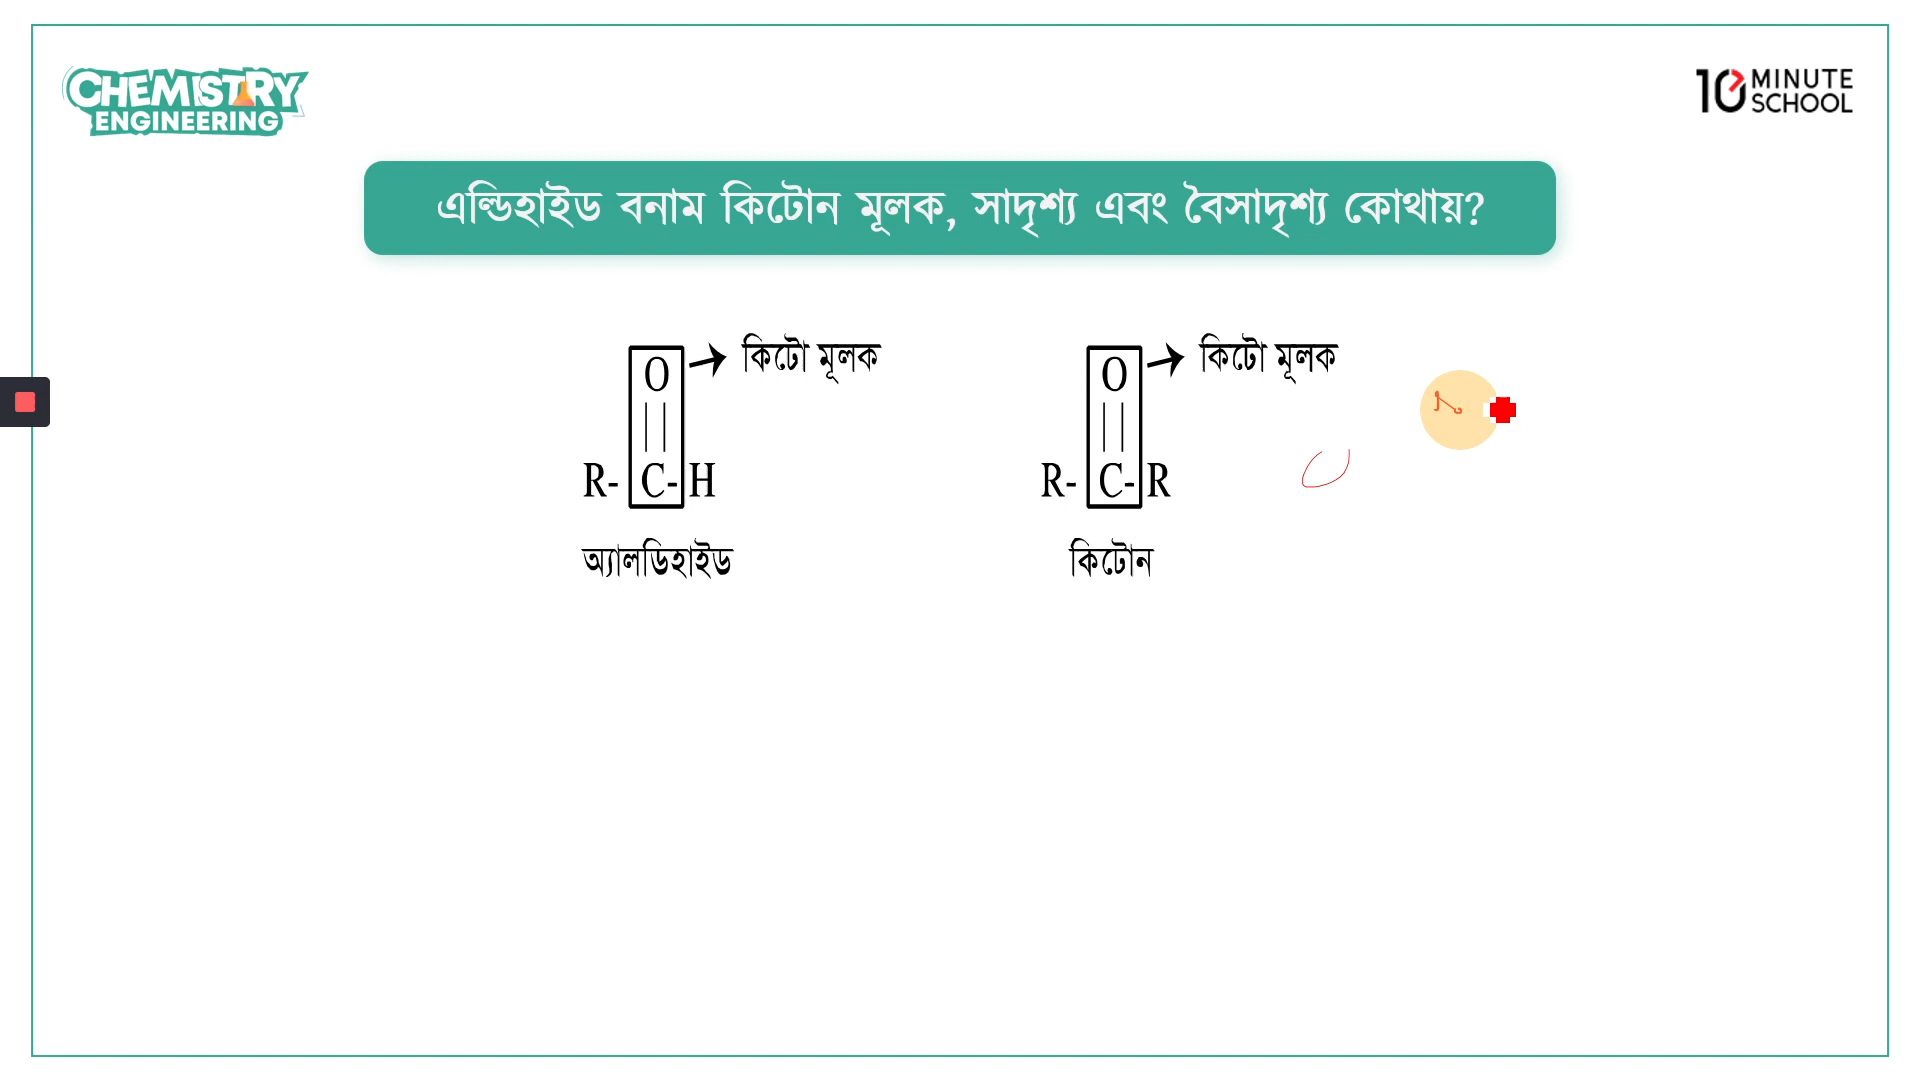 CHEMISTRY
ENGINEERING
10 MINUTE
SCHOOL
এল্ডিহাইড বনাম কিটোন মূলক, সাদৃশ্য এবং বৈসাদৃশ্য কোথায়?
O → কিটো মূলক
||
R- C- H
অ্যালডিহাইড
O → কিটো মূলক
||
R- C- R
কিটোন